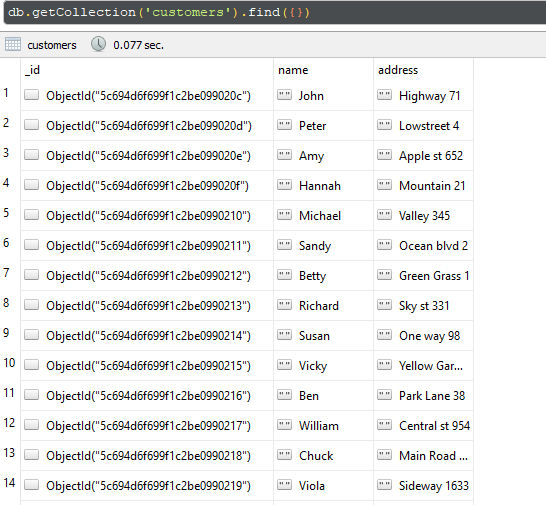 db.getCollection('customers').find({})
customers 0.077 sec.
_id name address
1 ObjectId("5c694d6f699f1c2be099020c") "" John "" Highway 71
2 ObjectId("5c694d6f699f1c2be099020d") "" Peter "" Lowstreet 4
3 ObjectId("5c694d6f699f1c2be099020e") "" Amy "" Apple st 652
4 ObjectId("5c694d6f699f1c2be099020f") "" Hannah "" Mountain 21
5 ObjectId("5c694d6f699f1c2be0990210") "" Michael "" Valley 345
6 ObjectId("5c694d6f699f1c2be0990211") "" Sandy "" Ocean blvd 2
7 ObjectId("5c694d6f699f1c2be0990212") "" Betty "" Green Grass 1
8 ObjectId("5c694d6f699f1c2be0990213") "" Richard "" Sky st 331
9 ObjectId("5c694d6f699f1c2be0990214") "" Susan "" One way 98
10 ObjectId("5c694d6f699f1c2be0990215") "" Vicky "" Yellow Gar...
11 ObjectId("5c694d6f699f1c2be0990216") "" Ben "" Park Lane 38
12 ObjectId("5c694d6f699f1c2be0990217") "" William "" Central st 954
13 ObjectId("5c694d6f699f1c2be0990218") "" Chuck "" Main Road ...
14 ObjectId("5c694d6f699f1c2be0990219") "" Viola "" Sideway 1633